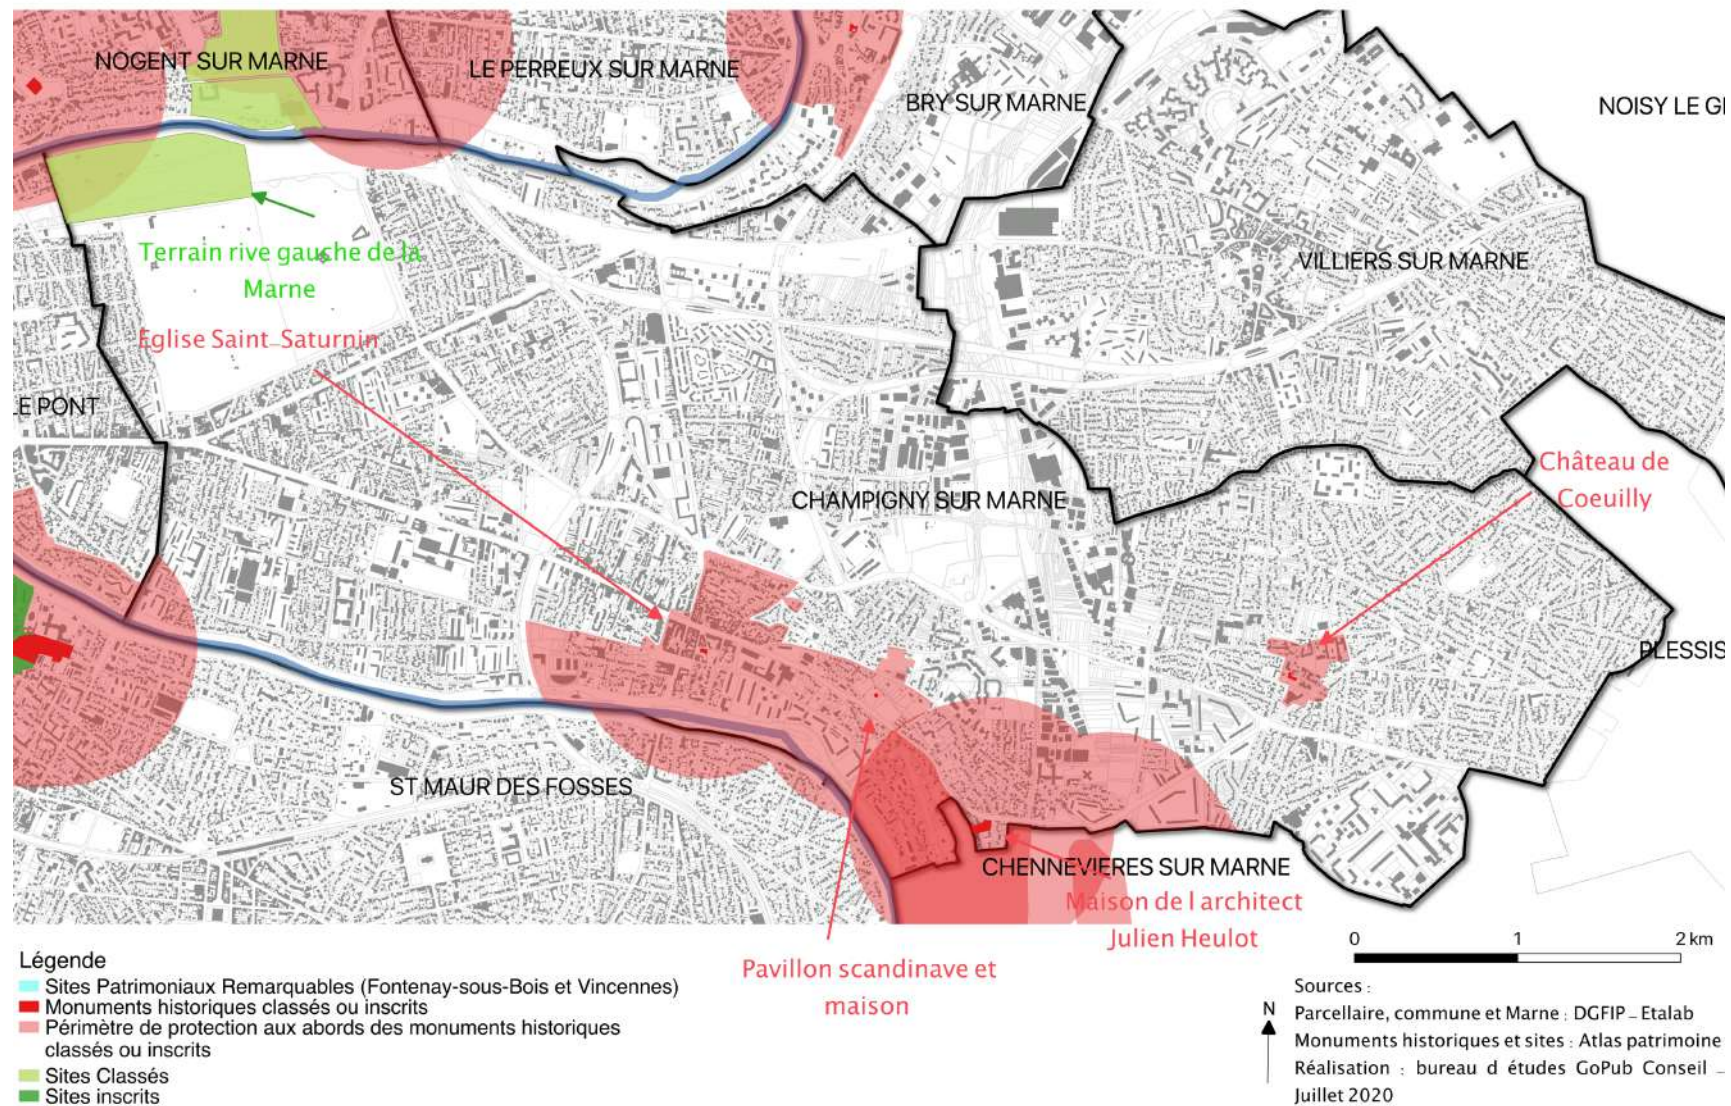 NOGENT SUR MARNE
LE PERREUX SUR MARNE
BRY SUR MARNE
NOISY LE G
Terrain rive gauche de la
Marne
VILLIERS SUR MARNE
Eglise Saint_Saturnin
LE PONT
Château de
Coeuilly
CHAMPIGNY SUR MARNE
PLESSIS
ST MAUR DES FOSSES
CHENNEVIERES SUR MARNE
Maison de l architect
Julien Heulot
Pavillon scandinave et
maison
0 1 2 km
Légende
Sites Patrimoniaux Remarquables (Fontenay-sous-Bois et Vincennes)
Monuments historiques classés ou inscrits
Périmètre de protection aux abords des monuments historiques
classés ou inscrits
Sites Classés
Sites inscrits
N
Sources :
Parcellaire, commune et Marne : DGFIP _ Etalab
Monuments historiques et sites : Atlas patrimoine
Réalisation : bureau d études GoPub Conseil _
Juillet 2020